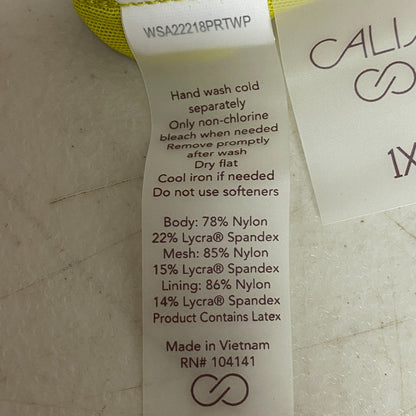 WSA22218PRTWP
Hand wash cold
separately
Only non-chlorine
bleach when needed
Remove promptly
after wash
Dry flat
Cool iron if needed
Do not use softeners
Body: 78% Nylon
22% Lycra® Spandex
Mesh: 85% Nylon
15% Lycra® Spandex
Lining: 86% Nylon
14% Lycra® Spandex
Product Contains Latex
Made in Vietnam
RN# 104141
1X